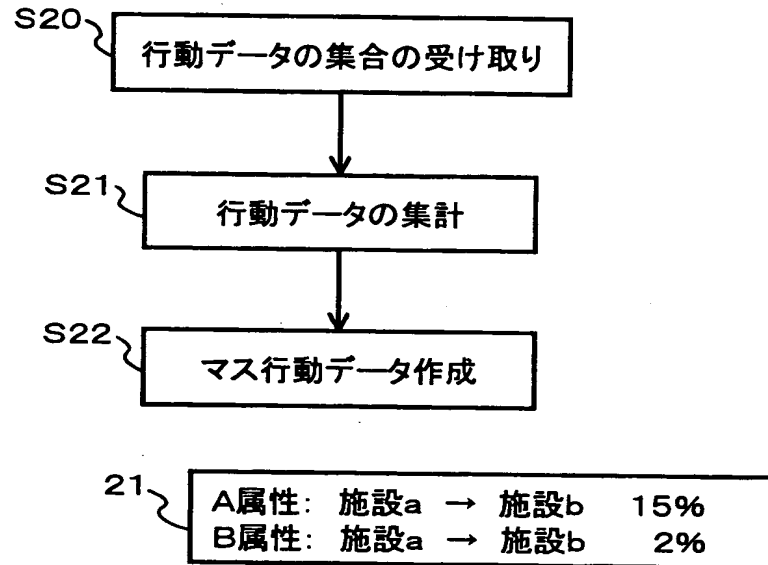 S20
行動データの集合の受け取り
S21
行動データの集計
S22
マス行動データ作成
21
A属性: 施設a → 施設b 15%
B属性: 施設a → 施設b 2%